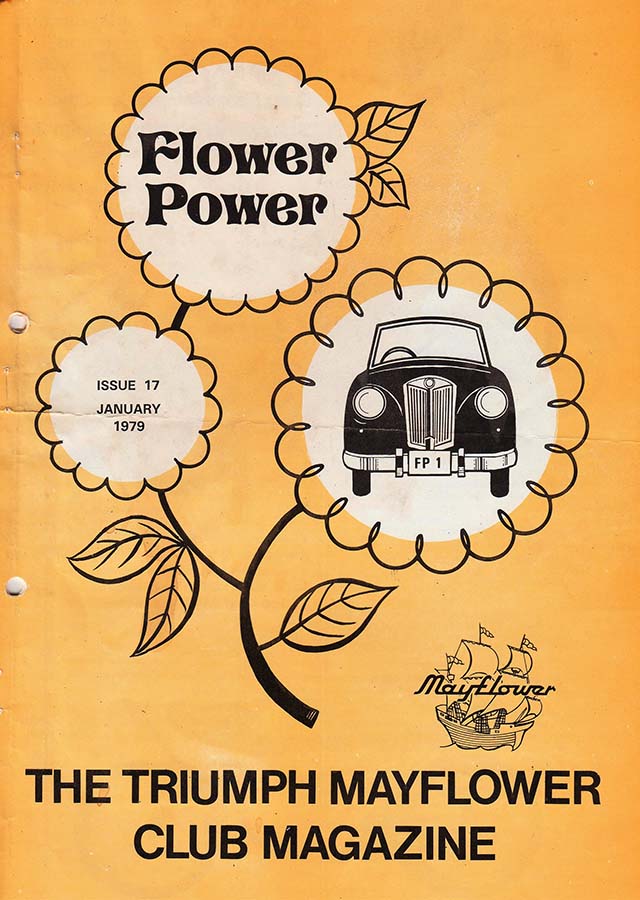 Flower
Power
ISSUE 17
JANUARY
1979
FP 1
Mayflower
THE TRIUMPH MAYFLOWER
CLUB MAGAZINE